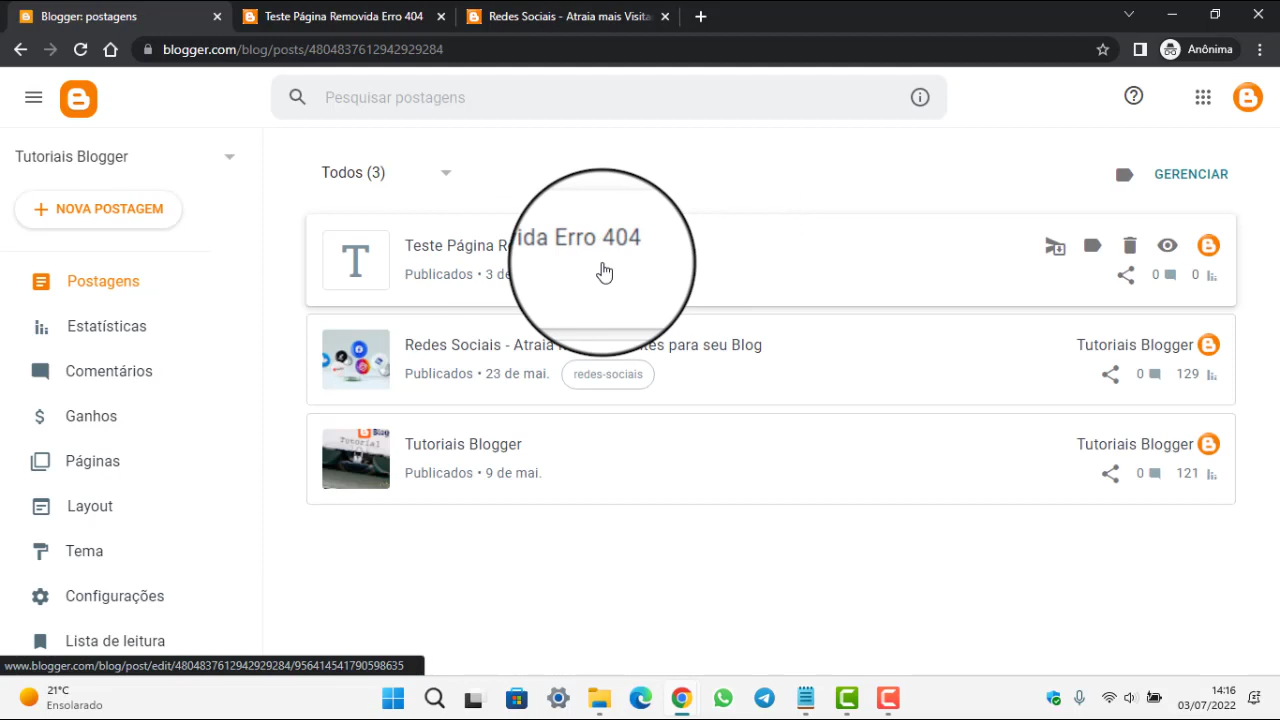 Blogger: postagens
Teste Página Removida Erro 404
Redes Sociais - Atraia mais Visita
blogger.com/blog/posts/4804837612942929284
Anônima
Pesquisar postagens
Tutoriais Blogger
NOVA POSTAGEM
Postagens
Estatísticas
Comentários
Ganhos
Páginas
Layout
Tema
Configurações
Lista de leitura
Todos (3)
GERENCIAR
Teste Página R
ida Erro 404
Publicados • 3 d
0
0
Redes Sociais - Atraia
tes para seu Blog
Publicados • 23 de mai.
redes-sociais
Tutoriais Blogger
0
129
Tutoriais Blogger
Publicados • 9 de mai.
Tutoriais Blogger
0
121
www.blogger.com/blog/post/edit/4804837612942929284/956414541790598635
21°C
Ensolarado
14:16
03/07/2022